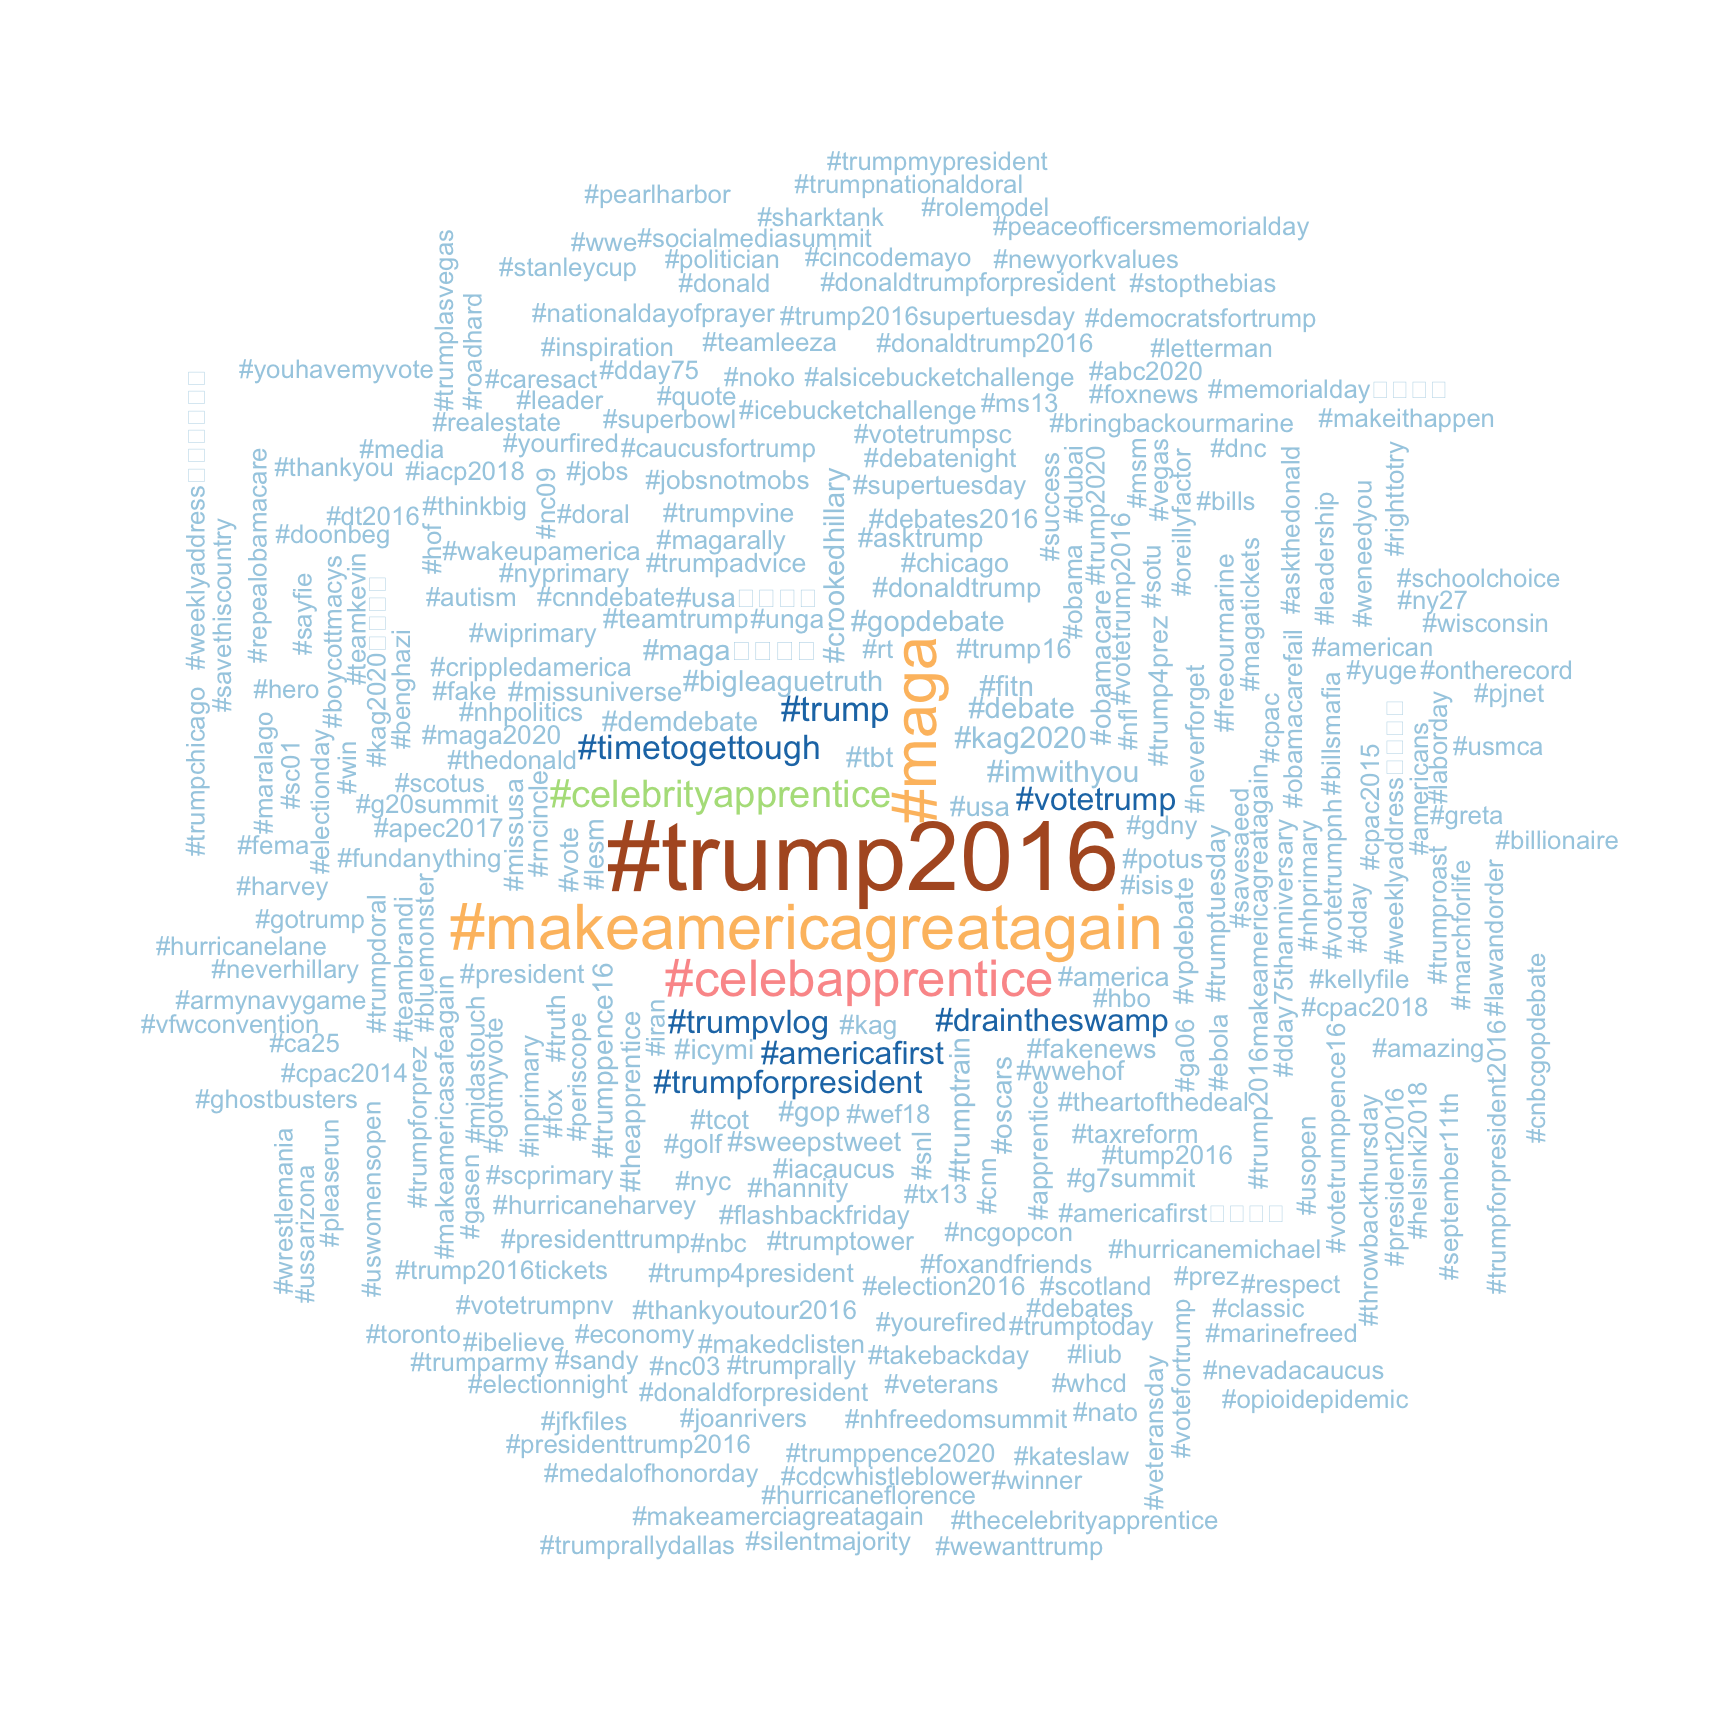 #trumpmypresident
#trumpnationaldoral
#pearlharbor
#rolemodel
#sharktank
#peaceofficersmemorialday
#wwe
#socialmediasummit
#stanleycup
#politician
#cincodemayo
#newyorkvalues
#donald
#donaldtrumpforpresident
#stopthebias
#trumplasvegas
#roadhard
#nationaldayofprayer
#trump2016supertuesday
#democratsfortrump
#inspiration
#teamleeza
#donaldtrump2016
#letterman
#youhavemyvote
#caresact
#dday75
#noko
#alsicebucketchallenge
#abc2020
#foxnews
#memorialday
#leader
#quote
#icebucketchallenge
#ms13
#bringbackourmarine
#makeithappen
#realestate
#superbowl
#votetrumpsc
#media
#yourfired
#caucusfortrump
#debatenight
#dnc
#thankyou
#iacp2018
#jobs
#jobsnotmobs
#supertuesday
#bills
#dt2016
#thinkbig
#nc09
#doral
#trumpvine
#debates2016
#doonbeg
#hof
#wakeupamerica
#magarally
#asktrump
#nyprimary
#trumpadvice
#chicago
#autism
#cnndebate
#usa
#donaldtrump
#wiprimary
#teamtrump
#unga
#gopdebate
#crookedhillary
#success
#dubai
#trump2020
#msm
#vegas
#oreillyfactor
#obama
#votetrump2016
#sotu
#askthedonald
#leadership
#weneedyou
#righttotry
#freeourmarine
#magatickets
#schoolchoice
#ny27
#wisconsin
#american
#yuge
#ontherecord
#pjnet
#usmca
#weeklyaddress
#savethiscountry
#repealobamacare
#sayfie
#boycottmacys
#teamkevin
#kag2020
#benghazi
#crippledamerica
#maga
#rt
#trump16
#hero
#fake
#missuniverse
#bigleaguetruth
#fitn
#nhpolitics
#demdebate
#trump
#maga
#debate
#maga2020
#timetogettough
#tbt
#kag2020
#thedonald
#scotus
#imwithyou
#obamacare
#nfl
#trump4prez
#neverforget
#cpac
#obamacarefail
#billsmafia
#g20summit
#celebrityapprentice
#usa
#votetrump
#trumpchicago
#maralago
#sc01
#electionday
#win
#apec2017
#missusa
#rncincle
#gdny
#greta
#fema
#fundanything
#vote
#lesm
#trump2016
#potus
#billionaire
#harvey
#isis
#trumptuesday
#savesaeed
#trump2016makeamericagreatagain
#dday75thanniversary
#nhprimary
#votetrumpnh
#dday
#cpac2015
#weeklyaddress
#americans
#laborday
#trumproast
#marchforlife
#lawandorder
#gotrump
#makeamericagreatagain
#hurricanelane
#neverhillary
#president
#celebapprentice
#america
#kellyfile
#armynavygame
#hbo
#cpac2018
#vfwconvention
#trumpvlog
#kag
#draintheswamp
#ca25
#icymi
#americafirst
#fakenews
#amazing
#cpac2014
#trumpforpresident
#wwehof
#ghostbusters
#theartofthedeal
#trumpdoral
#teambrandi
#bluemonster
#trumpforprez
#makeamericasafeagain
#midastouch
#gotmyvote
#inprimary
#fox
#truth
#periscope
#trumppence16
#theapprentice
#iran
#vpdebate
#ga06
#ebola
#votetrumppence16
#cnbcgopdebate
#tcot
#gop
#wef18
#trumptrain
#oscars
#golf
#sweepstweet
#snl
#taxreform
#tump2016
#scprimary
#nyc
#iacaucus
#hannity
#tx13
#cnn
#apprentice
#g7summit
#gasen
#hurricaneharvey
#flashbackfriday
#americafirst
#usopen
#throwbackthursday
#president2016
#helsinki2018
#september11th
#trumpforpresident2016
#wrestlemania
#ussarizona
#pleaserun
#uswomensopen
#presidenttrump
#nbc
#trumptower
#ncgopcon
#hurricanemichael
#trump2016tickets
#trump4president
#foxandfriends
#election2016
#scotland
#prez
#respect
#votetrumpnv
#thankyoutour2016
#debates
#classic
#toronto
#ibelieve
#economy
#makedclisten
#yourefired
#trumptoday
#marinefreed
#trumparmy
#sandy
#nc03
#trumprally
#takebackday
#liub
#nevadacaucus
#electionnight
#donaldforpresident
#veterans
#whcd
#veteransday
#votefortrump
#opioidepidemic
#jfkfiles
#joanrivers
#nhfreedomsummit
#nato
#presidenttrump2016
#trumppence2020
#kateslaw
#medalofhonorday
#cdcwhistleblower
#winner
#hurricaneflorence
#makeamerciagreatagain
#thecelebrityapprentice
#trumprallydallas
#silentmajority
#wewanttrump